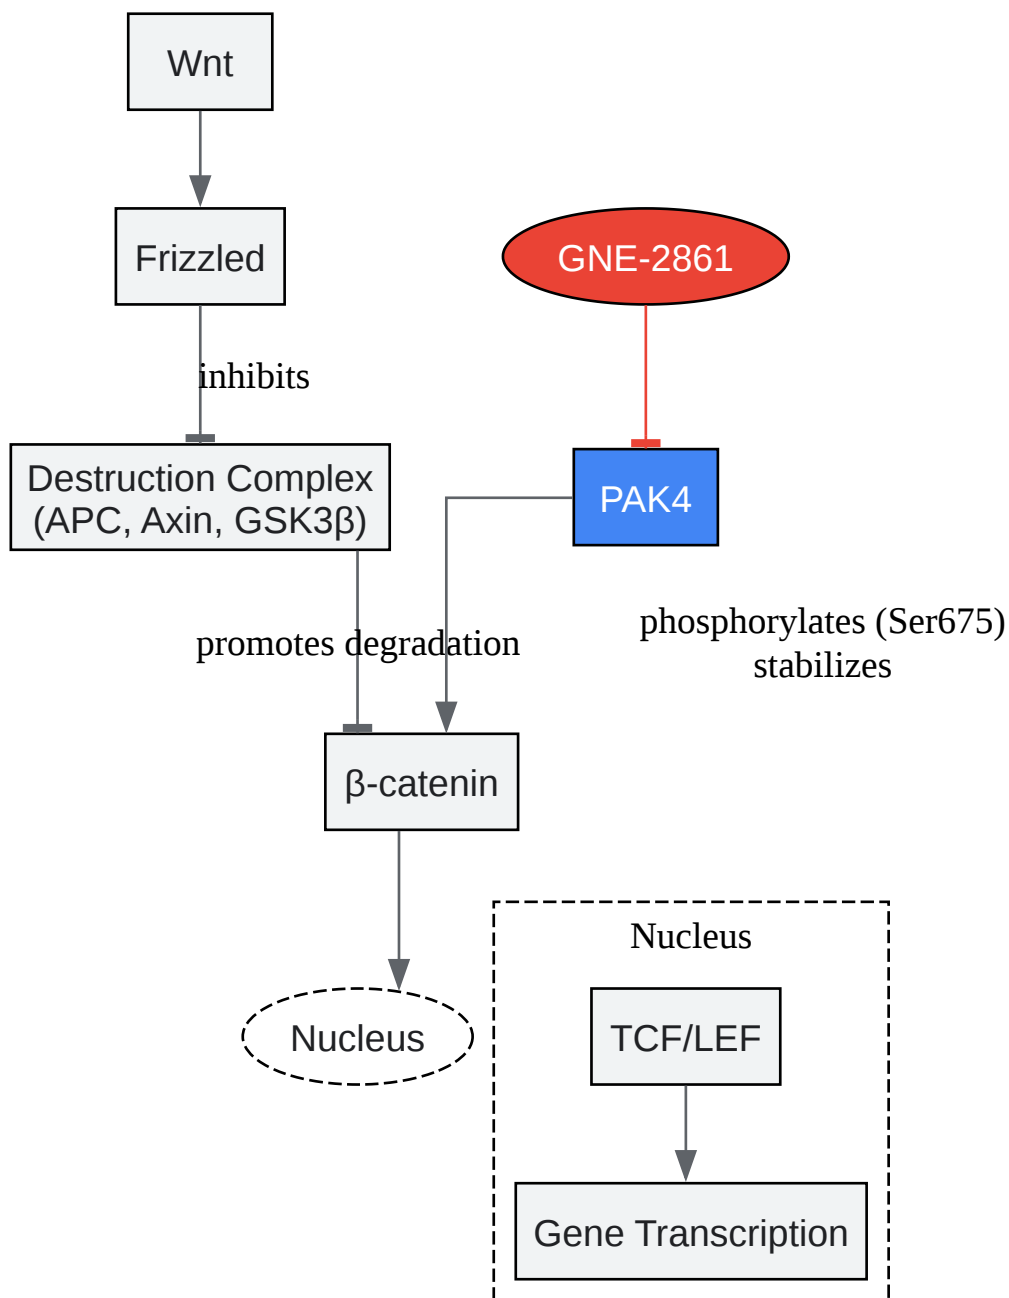 Wnt
Frizzled
GNE-2861
inhibits
Destruction Complex
(APC, Axin, GSK3β)
PAK4
promotes degradation
phosphorylates (Ser675)
stabilizes
β-catenin
Nucleus
Nucleus
TCF/LEF
Gene Transcription